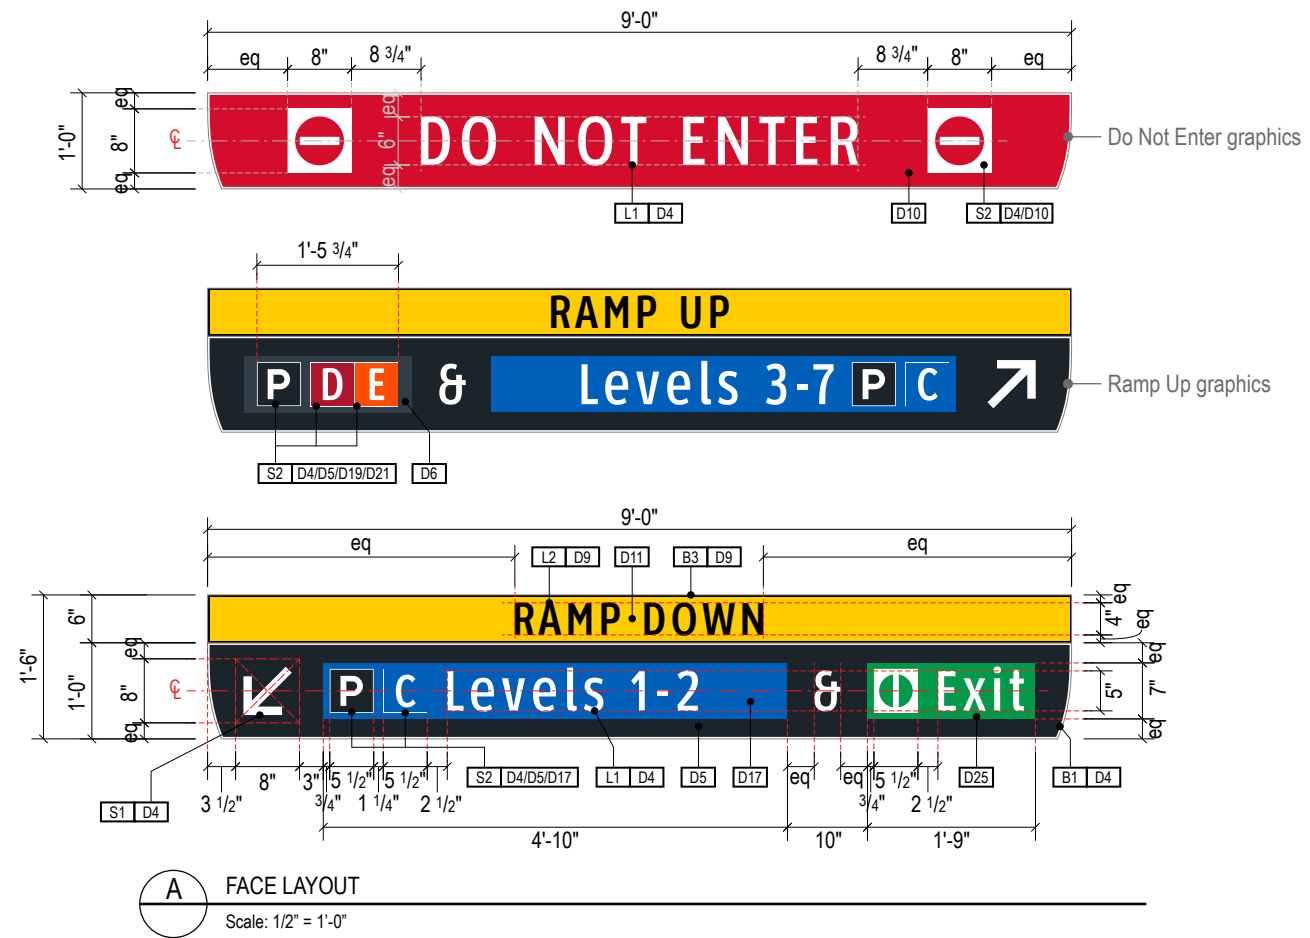 9'-0"
eq 8" 8 3/4" 8 3/4" 8" eq
1'-0" eq 8" eq
℄ eq 6" eq
DO NOT ENTER
Do Not Enter graphics
L1 D4 D10 S2 D4/D10
1'-5 3/4"
RAMP UP
P D E & Levels 3-7 P C
Ramp Up graphics
S2 D4/D5/D19/D21 D6
9'-0"
eq eq
L2 D9 D11 B3 D9
RAMP DOWN
1'-6" 6" 1'-0" eq 8" eq
eq 4" eq
℄ P C Levels 1-2 & Exit
eq 5" 7" eq
S2 D4/D5/D17 L1 D4 D5 D17 D25 B1 D4
3 1/2" 8" 3" 3/4" 5 1/2" 1 1/4" 5 1/2" 2 1/2" eq eq 3/4" 5 1/2" 2 1/2"
S1 D4
4'-10" 10" 1'-9"
A FACE LAYOUT
Scale: 1/2" = 1'-0"